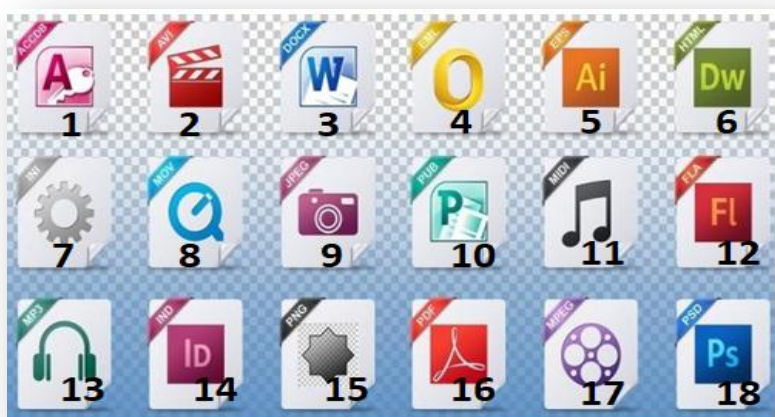 ACCDB AVI DOCX EML EPS HTML
A W O Ai Dw
1 2 3 4 5 6
INI MOV JPEG PUB MIDI FLA
P Fl
7 8 9 10 11 12
MP3 IND PNG PDF MPEG PSD
ID Ps
13 14 15 16 17 18